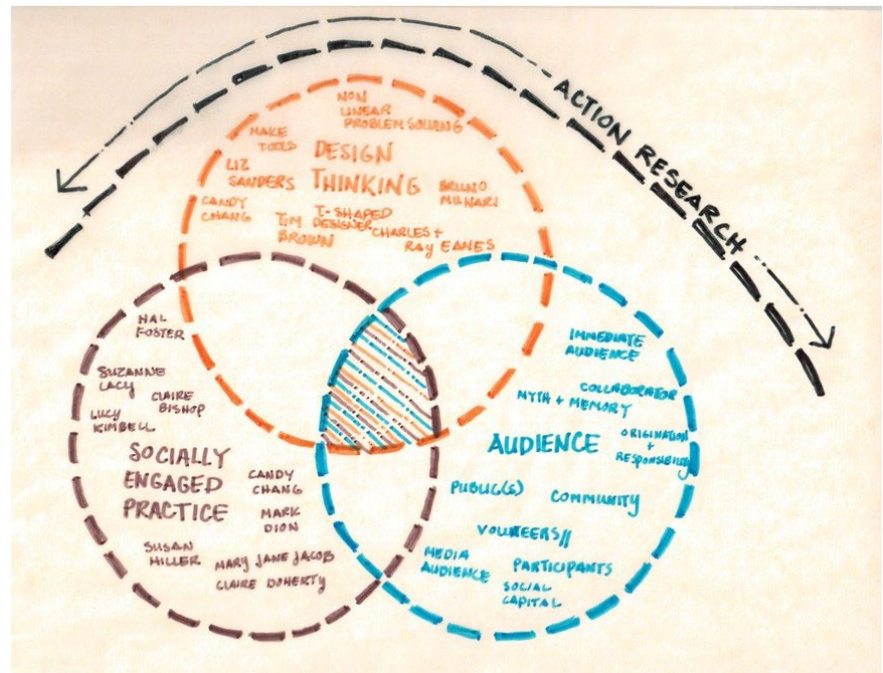 ACTION RESEARCH
NON
LINEAR
PROBLEM SOLVING
MAKE
TOOLS
DESIGN
THINKING
LIZ
SANDERS
BRUNO
MUNARI
CANDY
CHANG
T-SHAPED
DESIGNER
TIM
BROWN
CHARLES +
RAY EAMES
HAL
FOSTER
SUZANNE
LACY
CLAIRE
BISHOP
LUCY
KIMBELL
SOCIALLY
ENGAGED
PRACTICE
CANDY
CHANG
MARK
DION
SUSAN
HILLER
MARY JANE JACOB
CLAIRE DOHERTY
IMMEDIATE
AUDIENCE
COLLABORATOR
MYTH + MEMORY
AUDIENCE
ORIGINATION
+
RESPONSIBILITY
PUBLIC(S)
COMMUNITY
VOLUNTEERS//
MEDIA
AUDIENCE
PARTICIPANTS
SOCIAL
CAPITAL